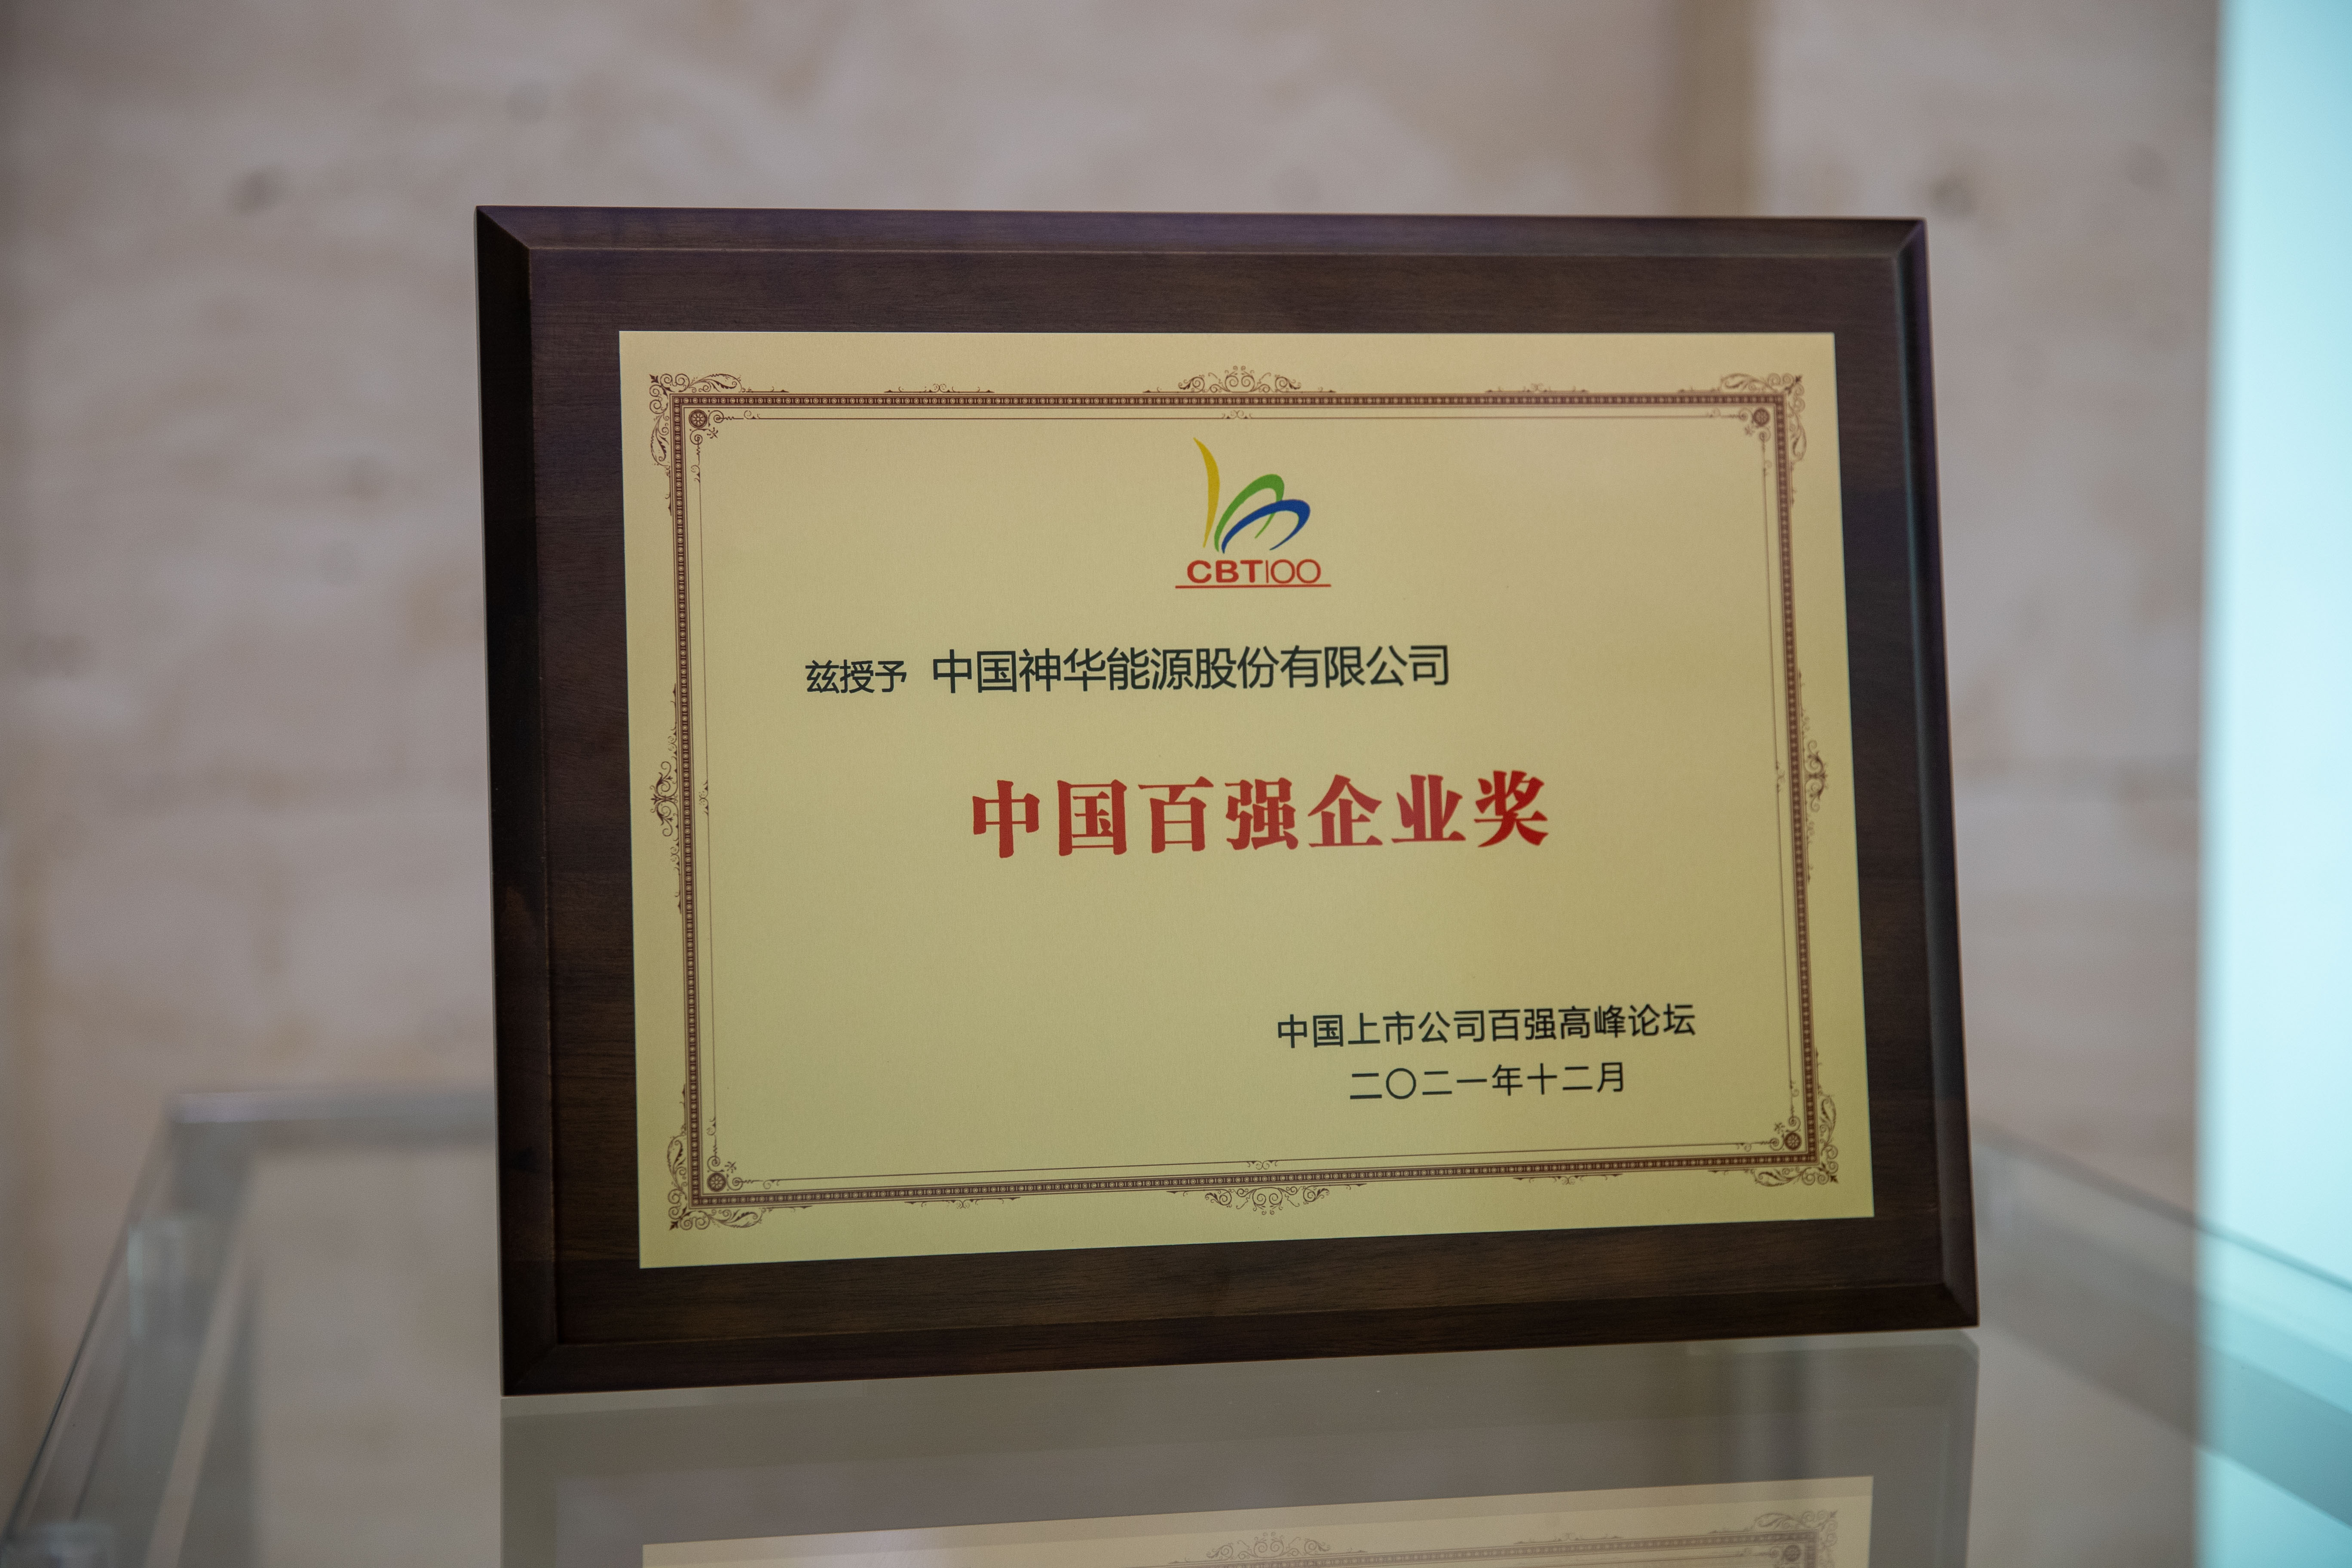 CBT100
兹授予 中国神华能源股份有限公司
中国百强企业奖
中国上市公司百强高峰论坛
二〇二一年十二月